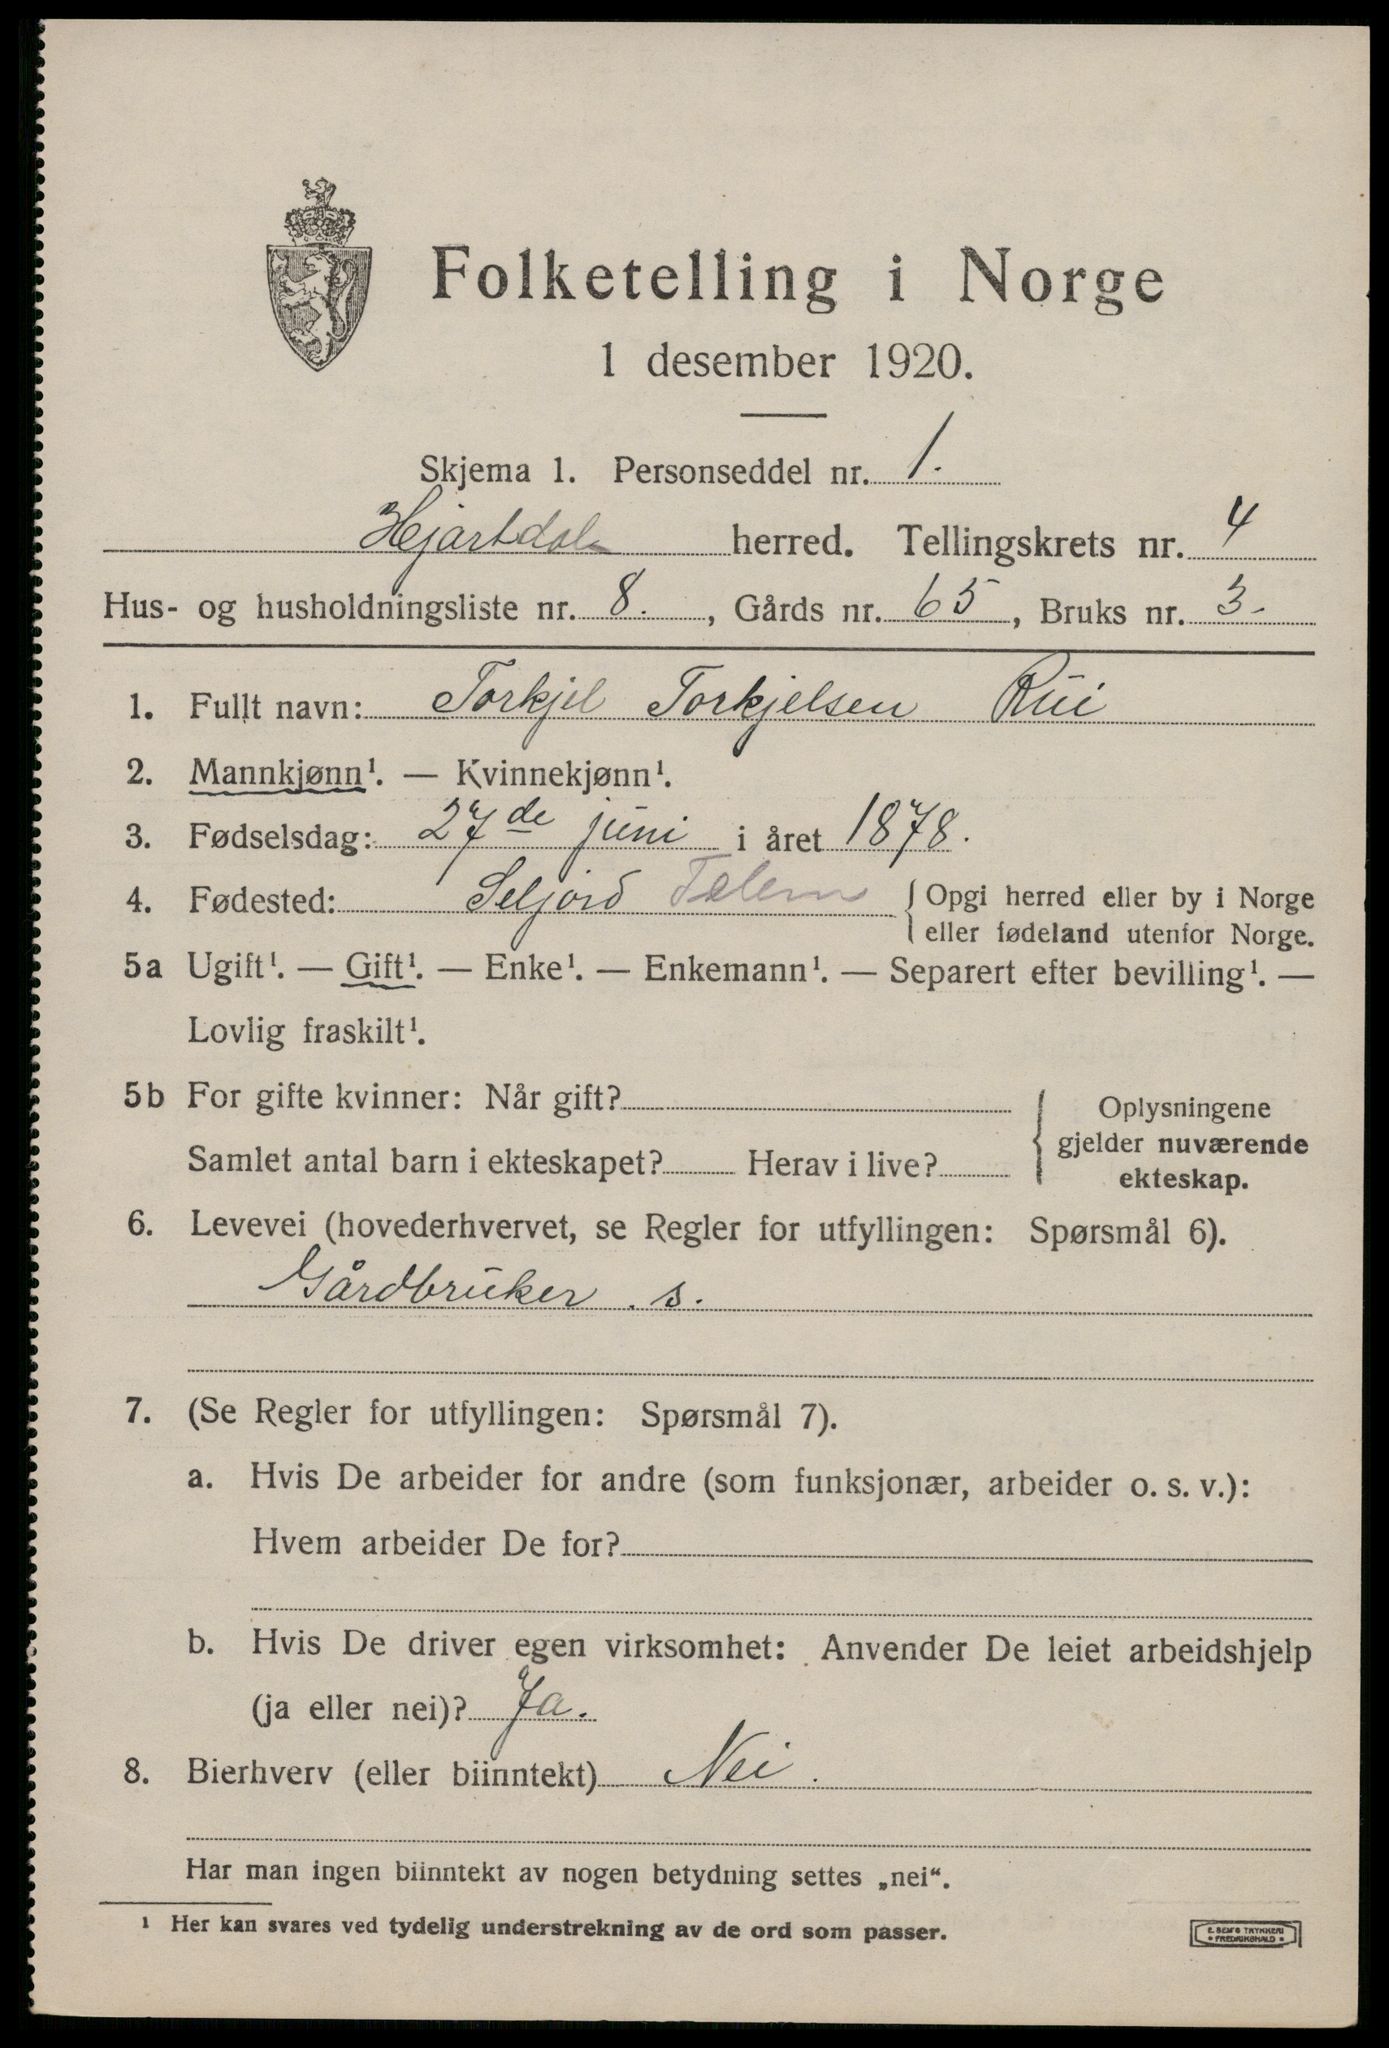 Folketelling i Norge
1 desember 1920.
Skjema 1. Personseddel nr. 1.
Hjartdal herred. Tellingskrets nr. 4
Hus- og husholdningsliste nr. 8. , Gårds nr. 65, Bruks nr. 3.
1. Fullt navn: Torkjel Torkjelsen Rui
2. Mannkjønn¹. — Kvinnekjønn¹.
3. Fødselsdag: 27de juni i året 1878.
4. Fødested: Seljord Telem { Opgi herred eller by i Norge
eller fødeland utenfor Norge.
5a Ugift¹. — Gift¹. — Enke¹. — Enkemann¹. — Separert efter bevilling¹. —
Lovlig fraskilt¹.
5b For gifte kvinner: Når gift?
Samlet antal barn i ekteskapet? Herav i live?
{ Oplysningene
gjelder nuværende
ekteskap.
6. Levevei (hovederhvervet, se Regler for utfyllingen: Spørsmål 6).
Gårdbruker. s.
7. (Se Regler for utfyllingen: Spørsmål 7).
a. Hvis De arbeider for andre (som funksjonær, arbeider o. s. v.):
Hvem arbeider De for?
b. Hvis De driver egen virksomhet: Anvender De leiet arbeidshjelp
(ja eller nei)? Ja.
8. Bierhverv (eller biinntekt) Nei.
Har man ingen biinntekt av nogen betydning settes „nei“.
¹ Her kan svares ved tydelig understrekning av de ord som passer.
E. SEM'S TRYKKERI
• FREDRIKSHALD •